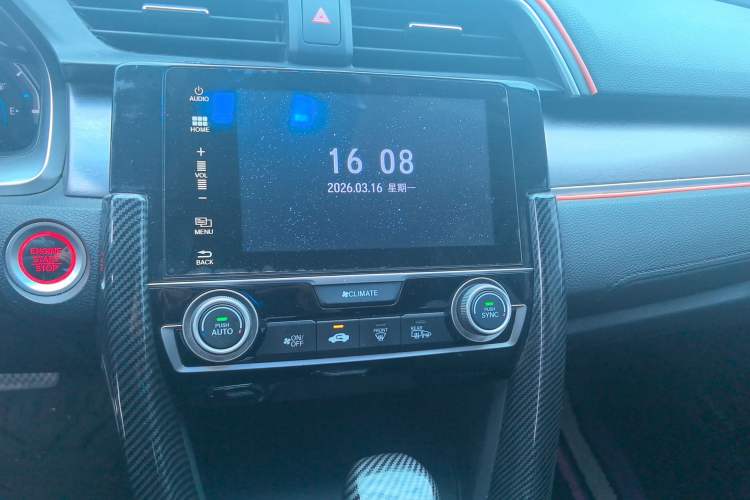 AUDIO
HOME
+
VOL
-
MENU
BACK
16 08
2026.03.16 星期一
E
ENGINE
START
STOP
CLIMATE
PUSH
AUTO
ON/
OFF
FRONT
REAR
PUSH
SYNC